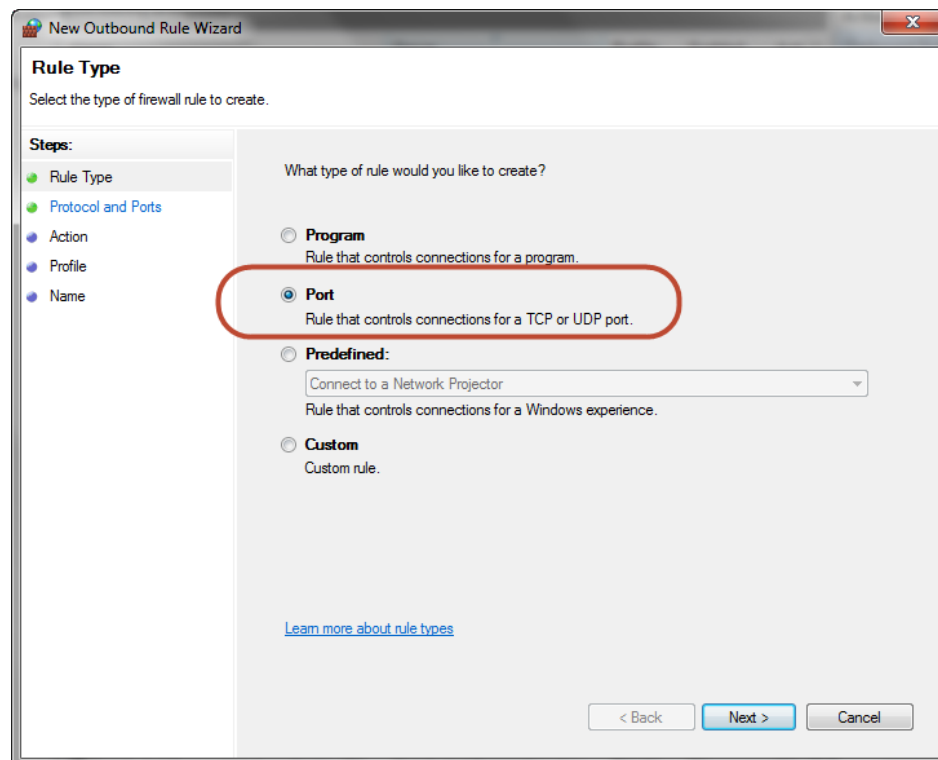 New Outbound Rule Wizard
Rule Type
Select the type of firewall rule to create.
Steps:
Rule Type
Protocol and Ports
Action
Profile
Name
What type of rule would you like to create?
Program
Rule that controls connections for a program.
Port
Rule that controls connections for a TCP or UDP port.
Predefined:
Connect to a Network Projector
Rule that controls connections for a Windows experience.
Custom
Custom rule.
Learn more about rule types
< Back
Next >
Cancel